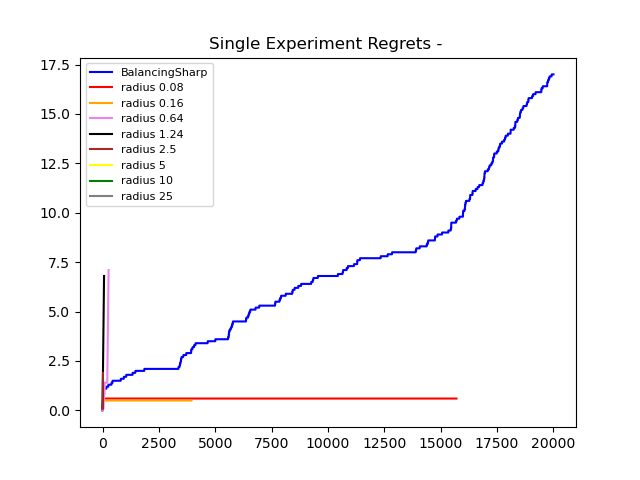 Single Experiment Regrets -
17.5
15.0
12.5
10.0
7.5
5.0
2.5
0.0
BalancingSharp
radius 0.08
radius 0.16
radius 0.64
radius 1.24
radius 2.5
radius 5
radius 10
radius 25
0 2500 5000 7500 10000 12500 15000 17500 20000